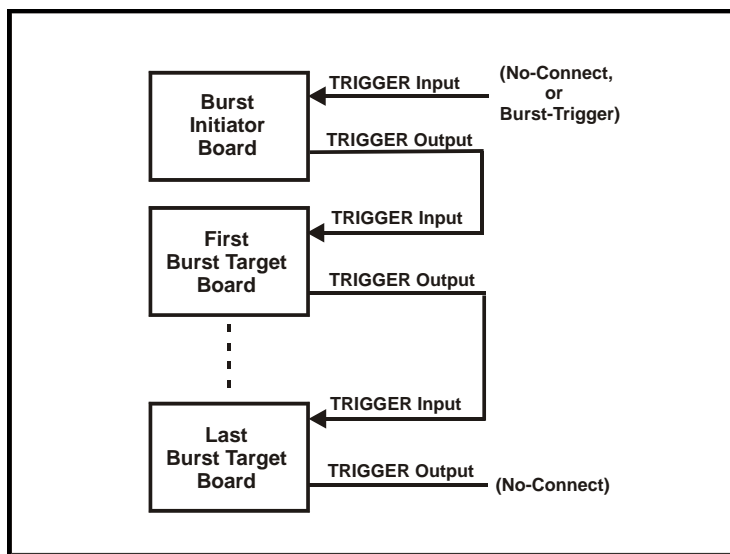 TRIGGER Input
(No-Connect,
or
Burst-Trigger)
Burst
Initiator
Board
TRIGGER Output
TRIGGER Input
First
Burst Target
Board
TRIGGER Output
TRIGGER Input
Last
Burst Target
Board
TRIGGER Output
(No-Connect)